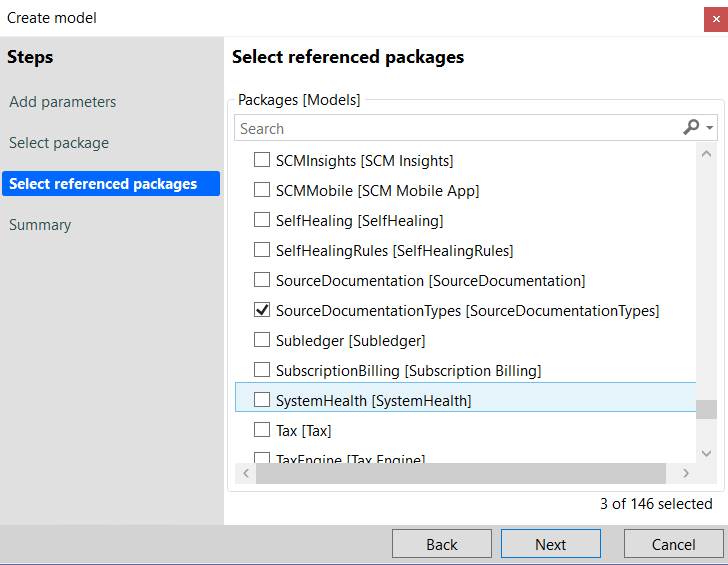 Create model
Steps
Add parameters
Select package
Select referenced packages
Summary
Select referenced packages
Packages [Models]
Search
SCMInsights [SCM Insights]
SCMMobile [SCM Mobile App]
SelfHealing [SelfHealing]
SelfHealingRules [SelfHealingRules]
SourceDocumentation [SourceDocumentation]
SourceDocumentationTypes [SourceDocumentationTypes]
Subledger [Subledger]
SubscriptionBilling [Subscription Billing]
SystemHealth [SystemHealth]
Tax [Tax]
TaxEngine [Tax Engine]
3 of 146 selected
Back
Next
Cancel